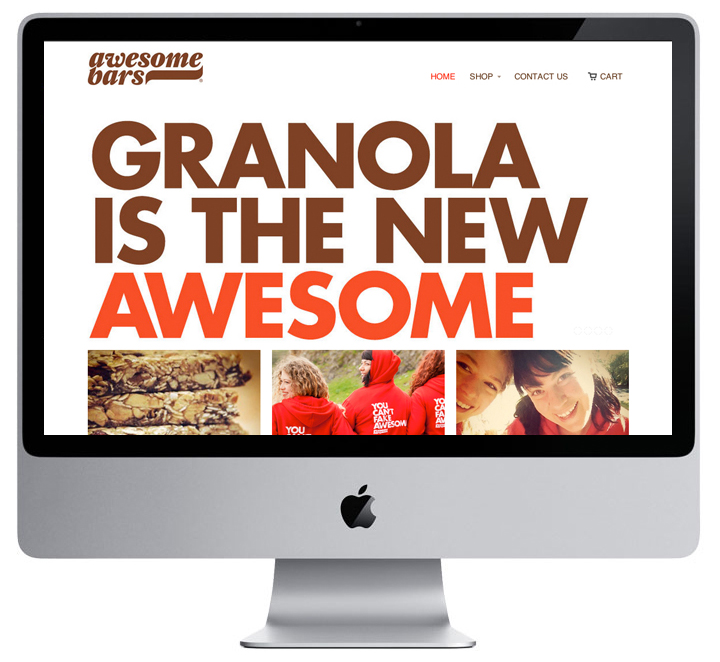 awesome
bars
HOME SHOP CONTACT US CART
GRANOLA
IS THE NEW
AWESOME
YOU
YOU
CAN'T
FAKE
AWESOME
YOU
CAN'T
FAKE